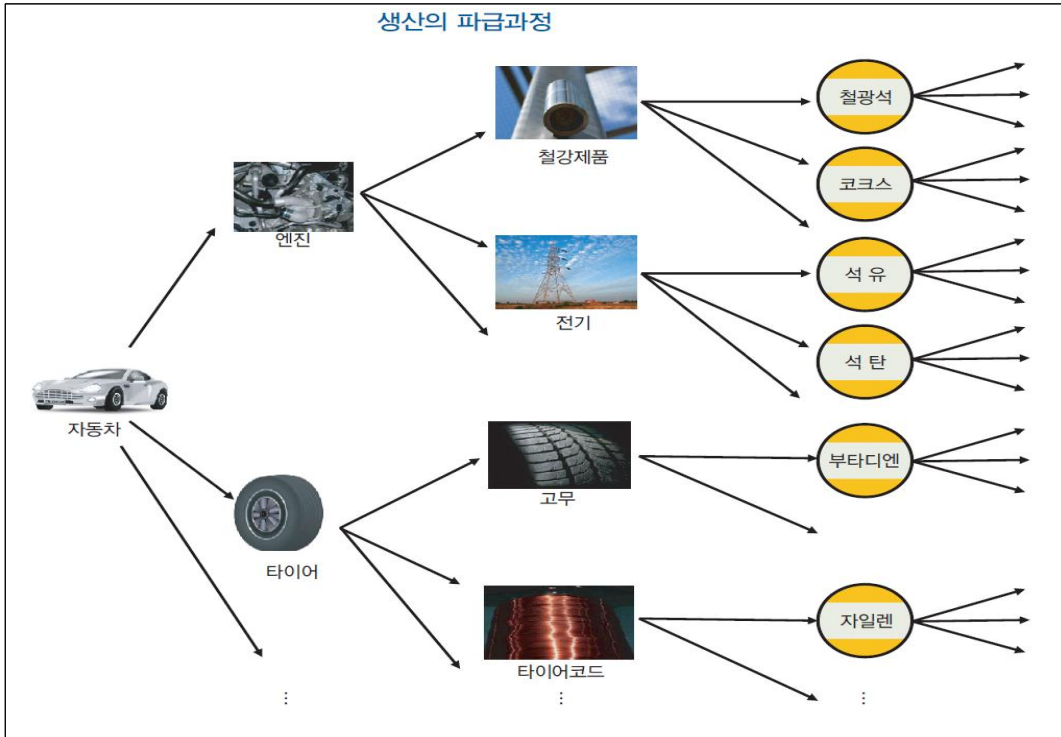 생산의 파급과정
철강제품
철광석
코크스
엔진
전기
석 유
석 탄
자동차
고무
부타디엔
타이어
타이어코드
자일렌
⋮
⋮
⋮